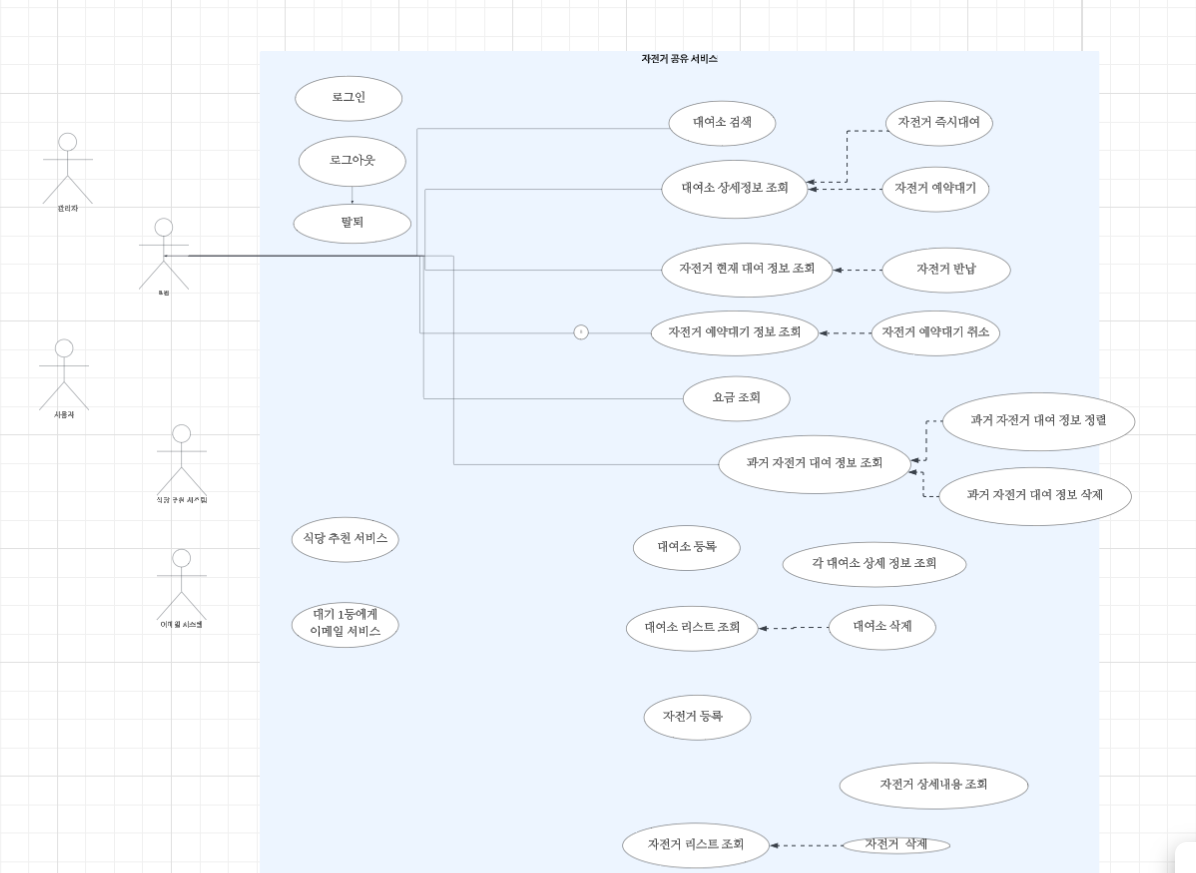 자전거 공유 서비스
로그인
로그아웃
탈퇴
대여소 검색
자전거 즉시대여
대여소 상세정보 조회
자전거 예약대기
자전거 현재 대여 정보 조회
자전거 반납
자전거 예약대기 정보 조회
자전거 예약대기 취소
요금 조회
과거 자전거 대여 정보 조회
과거 자전거 대여 정보 정렬
과거 자전거 대여 정보 삭제
관리자
회원
사용자
식당 추천 시스템
이메일 시스템
식당 추천 서비스
대기 1등에게
이메일 서비스
대여소 등록
각 대여소 상세 정보 조회
대여소 리스트 조회
대여소 삭제
자전거 등록
자전거 상세내용 조회
자전거 리스트 조회
자전거 삭제